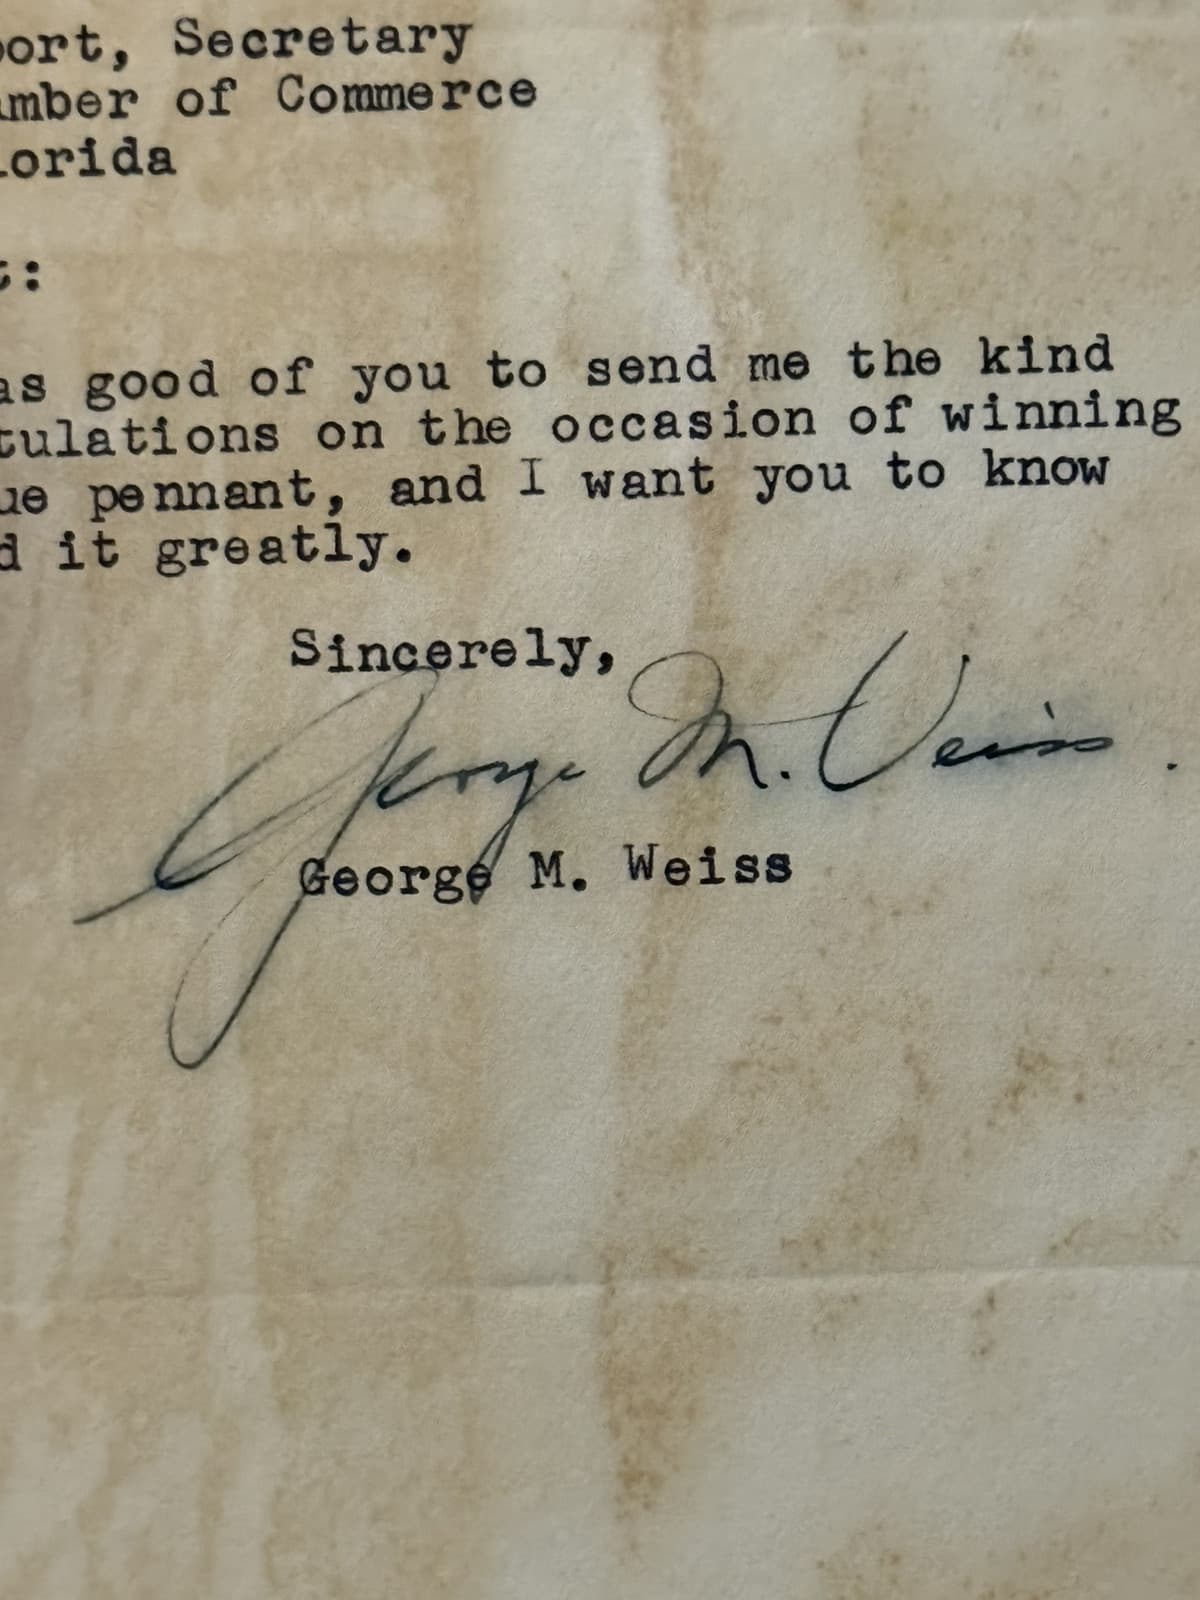 ort, Secretary
mber of Commerce
lorida
:
as good of you to send me the kind
tulations on the occasion of winning
ue pennant, and I want you to know
d it greatly.
Sincerely,
George M. Weiss.
George M. Weiss